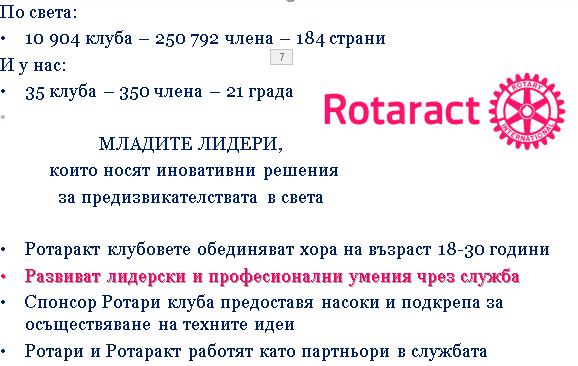 По света:
• 10 904 клуба – 250 792 члена – 184 страни
7
И у нас:
• 35 клуба – 350 члена – 21 града
•
Rotaract
ROTARY
INTERNATIONAL
МЛАДИТЕ ЛИДЕРИ,
които носят иновативни решения
за предизвикателствата в света
• Ротаракт клубовете обединяват хора на възраст 18-30 години
• Развиват лидерски и професионални умения чрез служба
• Спонсор Ротари клуба предоставя насоки и подкрепа за
осъществяване на техните идеи
• Ротари и Ротаракт работят като партньори в службата